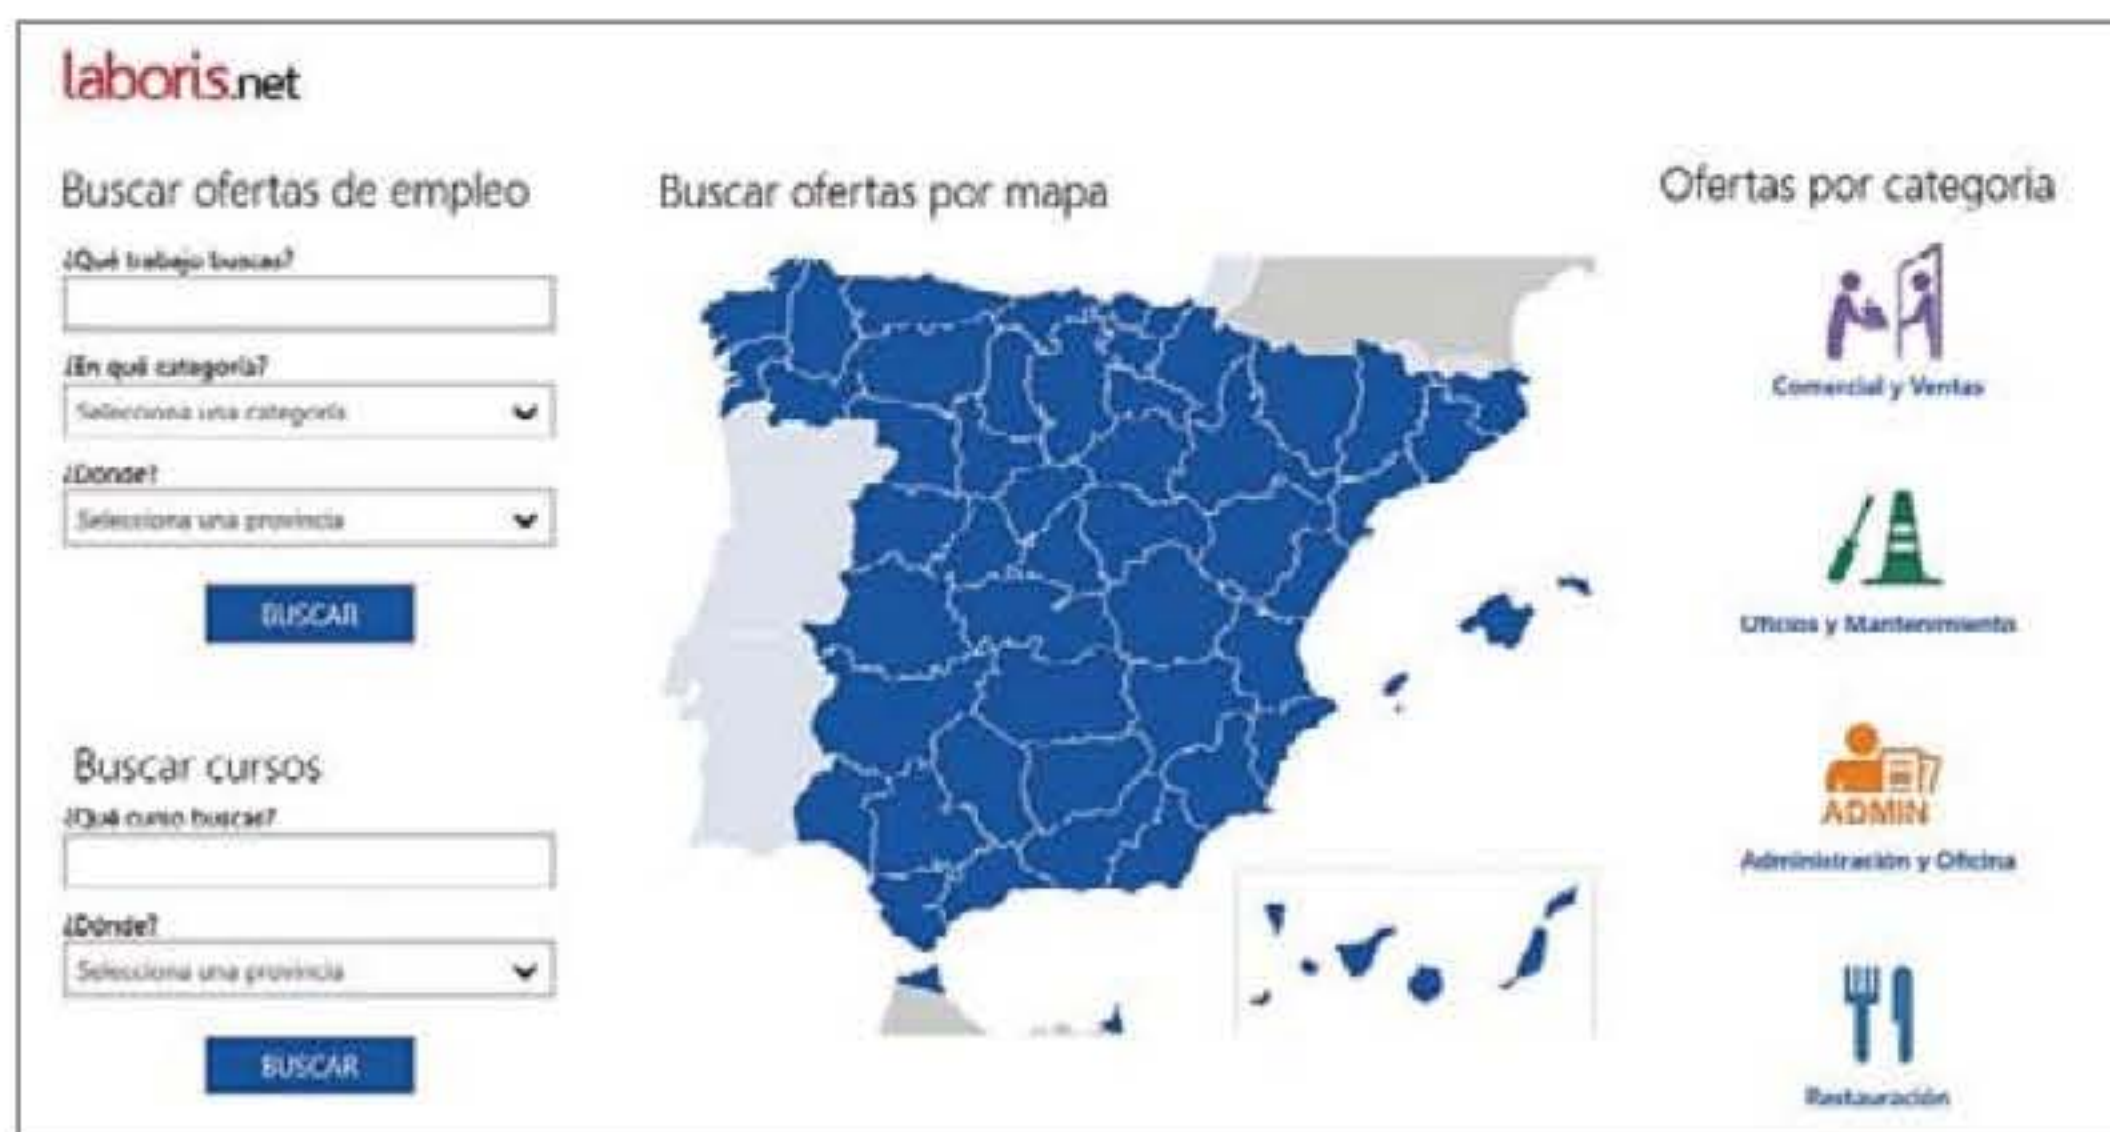 laboris.net
Buscar ofertas de empleo
¿Qué trabajo buscas?
¿En qué categoría?
Selecciona una categoría
¿Dónde?
Selecciona una provincia
BUSCAR
Buscar cursos
¿Qué curso buscas?
¿Dónde?
Selecciona una provincia
BUSCAR
Buscar ofertas por mapa
Ofertas por categoria
Comercial y Ventas
Oficios y Mantenimiento
ADMIN
Administración y Oficina
Restauración